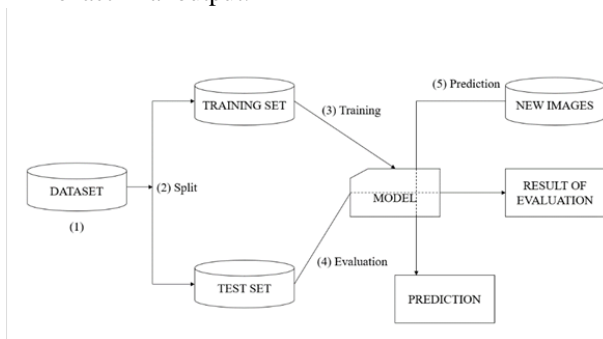 output.
(5) Prediction
TRAINING SET
(3) Training
NEW IMAGES
DATASET
(2) Split
MODEL
RESULT OF
EVALUATION
(1)
(4) Evaluation
TEST SET
PREDICTION